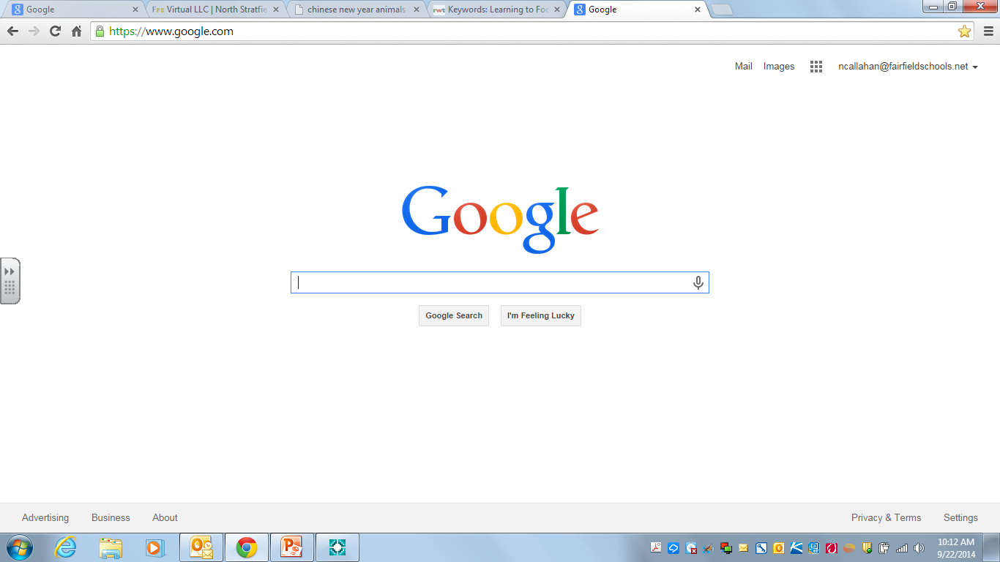 Google
FPS Virtual LLC | North Stratfie
chinese new year animals
rwt Keywords: Learning to Foc
Google
https://www.google.com
Mail Images ncallahan@fairfieldschools.net
Google
Google Search I'm Feeling Lucky
Advertising Business About Privacy & Terms Settings
10:12 AM
9/22/2014